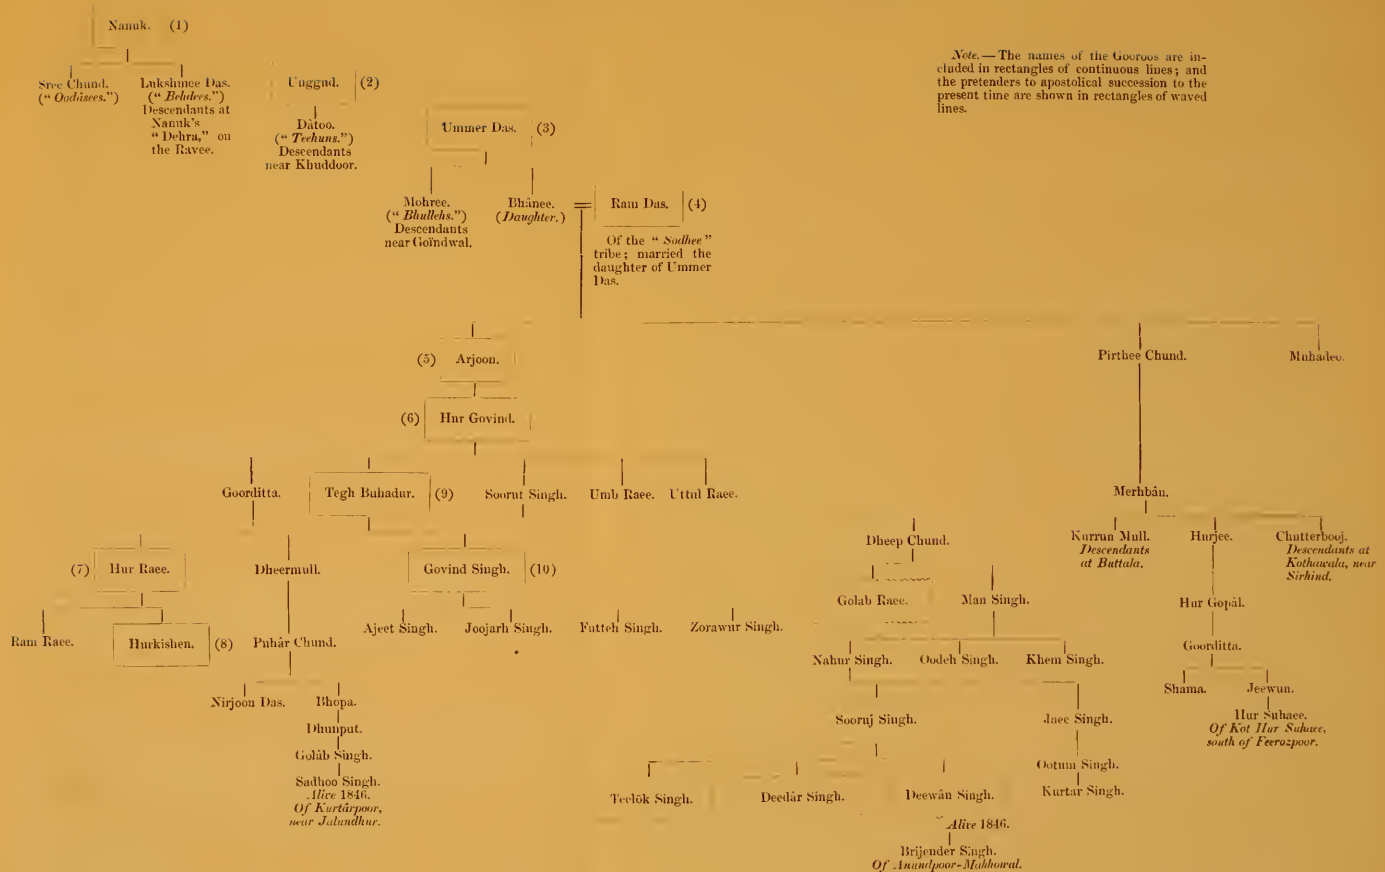 Nanuk. (1)
Note.—The names of the Gooroos are in-
cluded in rectangles of continuous lines; and
the pretenders to apostolical succession to the
present time are shown in rectangles of waved
lines.
Sree Chund.
("Oodâsees.")
Lukshmee Das.
("Behdees.")
Descendants at
Nanuk's
"Dehra," on
the Ravee.
Unggud. (2)
Dâtoo.
("Teehuns.")
Descendants
near Khuddoor.
Ummer Das. (3)
Mohree.
("Bhullehs.")
Descendants
near Goïndwal.
Bhânee.
(Daughter.)
Ram Das. (4)
Of the "Sodhee"
tribe; married the
daughter of Ummer
Das.
(5) Arjoon.
Pirthee Chund.
Muhadeo.
(6) Hur Govind.
Goorditta.
Tegh Buhadur. (9)
Soorut Singh.
Umb Raee.
Uttul Raee.
Merhbân.
(7) Hur Raee.
Dheermull.
Govind Singh. (10)
Dheep Chund.
Kurrun Mull.
Descendants
at Buttala.
Hurjee.
Chutterbooj.
Descendants at
Kothawala, near
Sirhind.
Golab Raee.
Man Singh.
Hur Gopâl.
Ram Raee.
Hurkishen. (8)
Puhâr Chund.
Ajeet Singh.
Joojarh Singh.
Futteh Singh.
Zorawur Singh.
Nahur Singh.
Oodeh Singh.
Khem Singh.
Goorditta.
Nirjoon Das.
Bhopa.
Shama.
Jeewun.
Dhunput.
Sooruj Singh.
Jaee Singh.
Hur Suhaee.
Of Kot Hur Suhaee,
south of Feerozpoor.
Golâb Singh.
Ootum Singh.
Sadhoo Singh.
Alive 1846.
Of Kurtârpoor,
near Jalundhur.
Teelôk Singh.
Deedâr Singh.
Deewân Singh.
Kurtar Singh.
Alive 1846.
Brijender Singh.
Of Anundpoor-Makhowal.